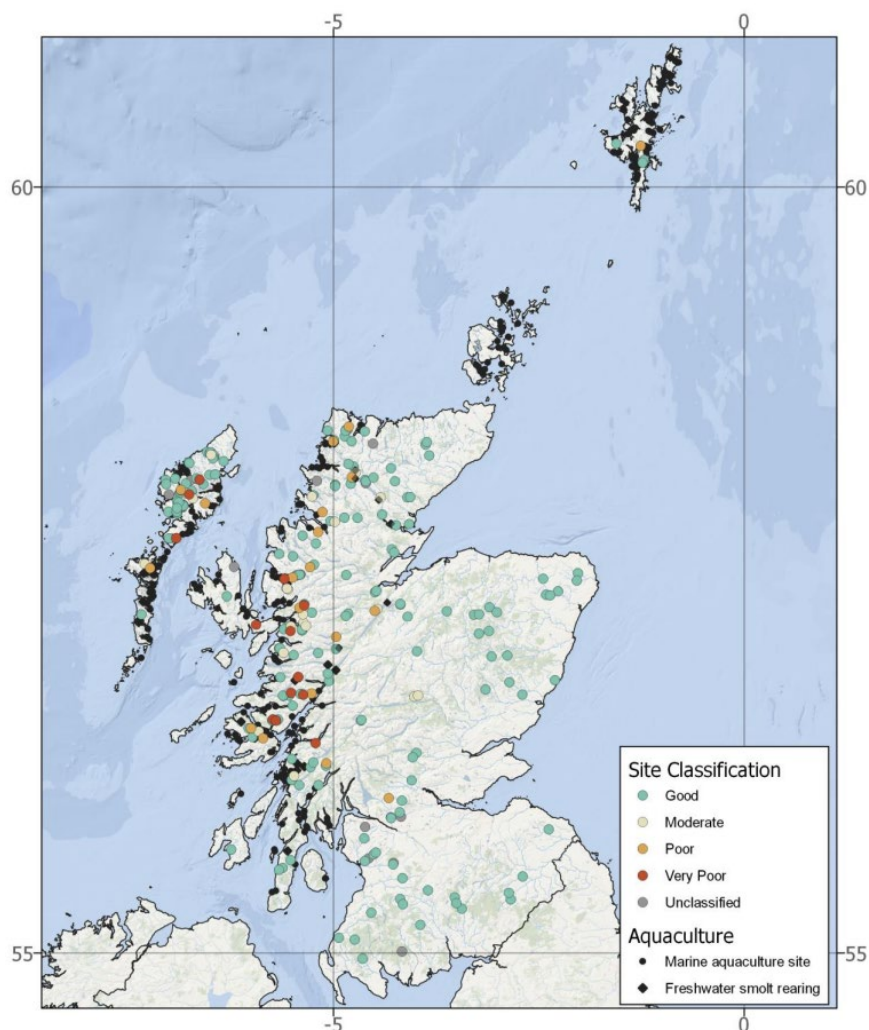 -5 0
60 60
Site Classification
Good
Moderate
Poor
Very Poor
Unclassified
Aquaculture
Marine aquaculture site
Freshwater smolt rearing
55 55
-5 0